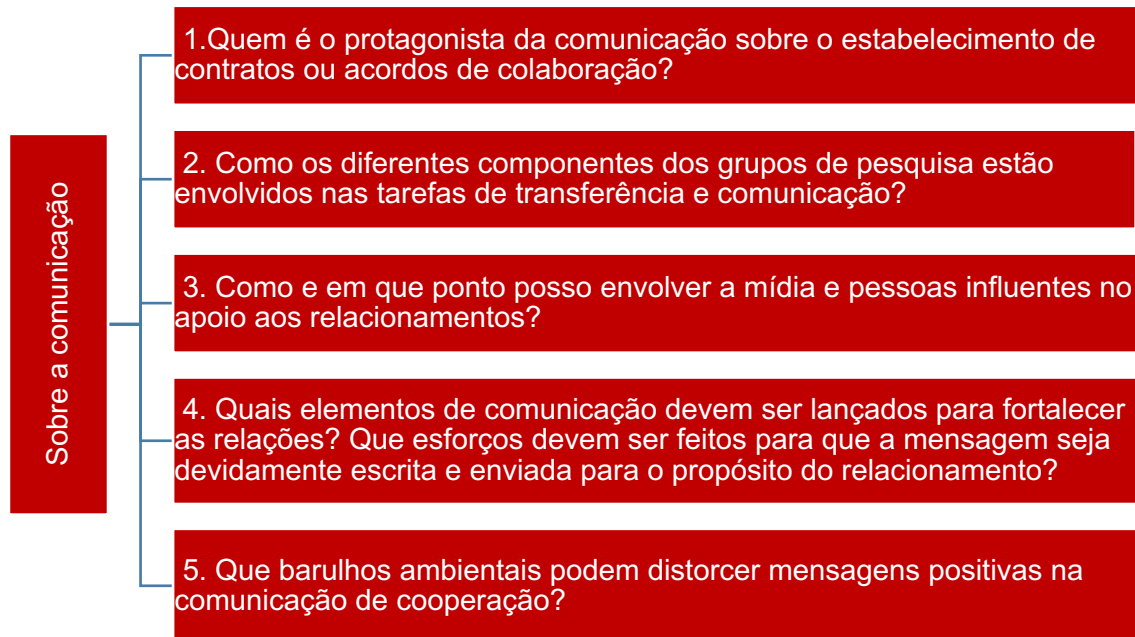 Sobre a comunicação
1.Quem é o protagonista da comunicação sobre o estabelecimento de
contratos ou acordos de colaboração?
2. Como os diferentes componentes dos grupos de pesquisa estão
envolvidos nas tarefas de transferência e comunicação?
3. Como e em que ponto posso envolver a mídia e pessoas influentes no
apoio aos relacionamentos?
4. Quais elementos de comunicação devem ser lançados para fortalecer
as relações? Que esforços devem ser feitos para que a mensagem seja
devidamente escrita e enviada para o propósito do relacionamento?
5. Que barulhos ambientais podem distorcer mensagens positivas na
comunicação de cooperação?